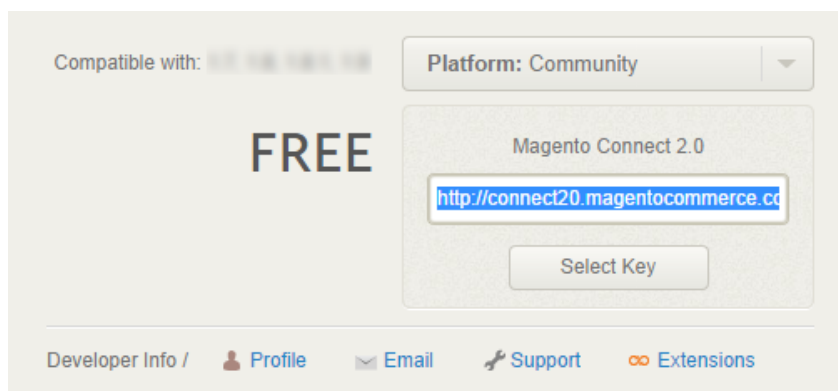 Compatible with:
Platform: Community
FREE
Magento Connect 2.0
http://connect20.magentocommerce.cc
Select Key
Developer Info / Profile Email Support Extensions